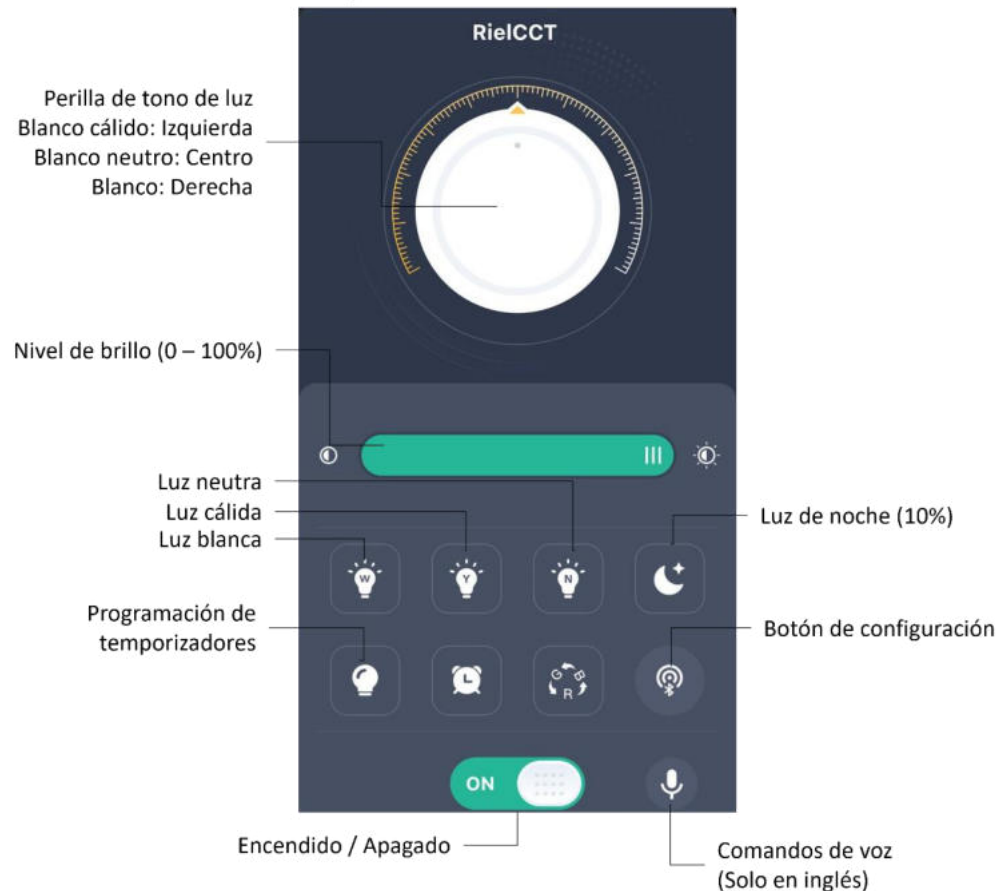 RielCCT
Perilla de tono de luz
Blanco cálido: Izquierda
Blanco neutro: Centro
Blanco: Derecha
Nivel de brillo (0 – 100%)
Luz neutra
Luz cálida
Luz blanca
Luz de noche (10%)
W
Y
N
Programación de
temporizadores
Botón de configuración
G B
R
ON
Encendido / Apagado
Comandos de voz
(Solo en inglés)